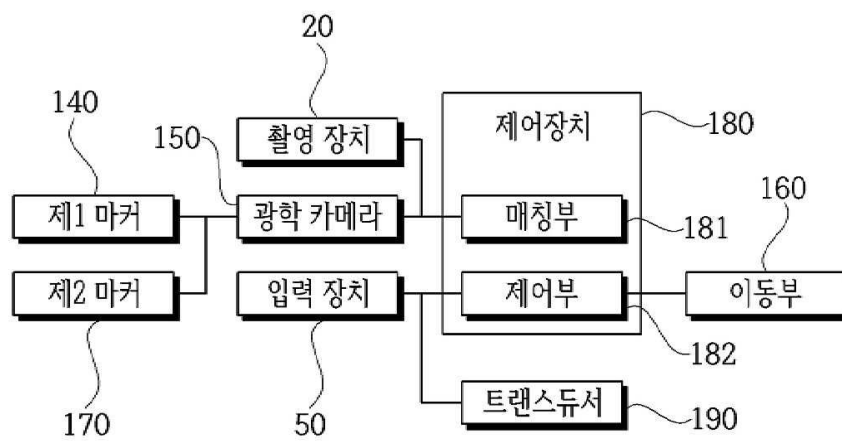 20
140
150
촬영 장치
제어장치
180
제1 마커
광학 카메라
매칭부
181
160
제2 마커
입력 장치
제어부
이동부
182
170
50
트랜스듀서
190